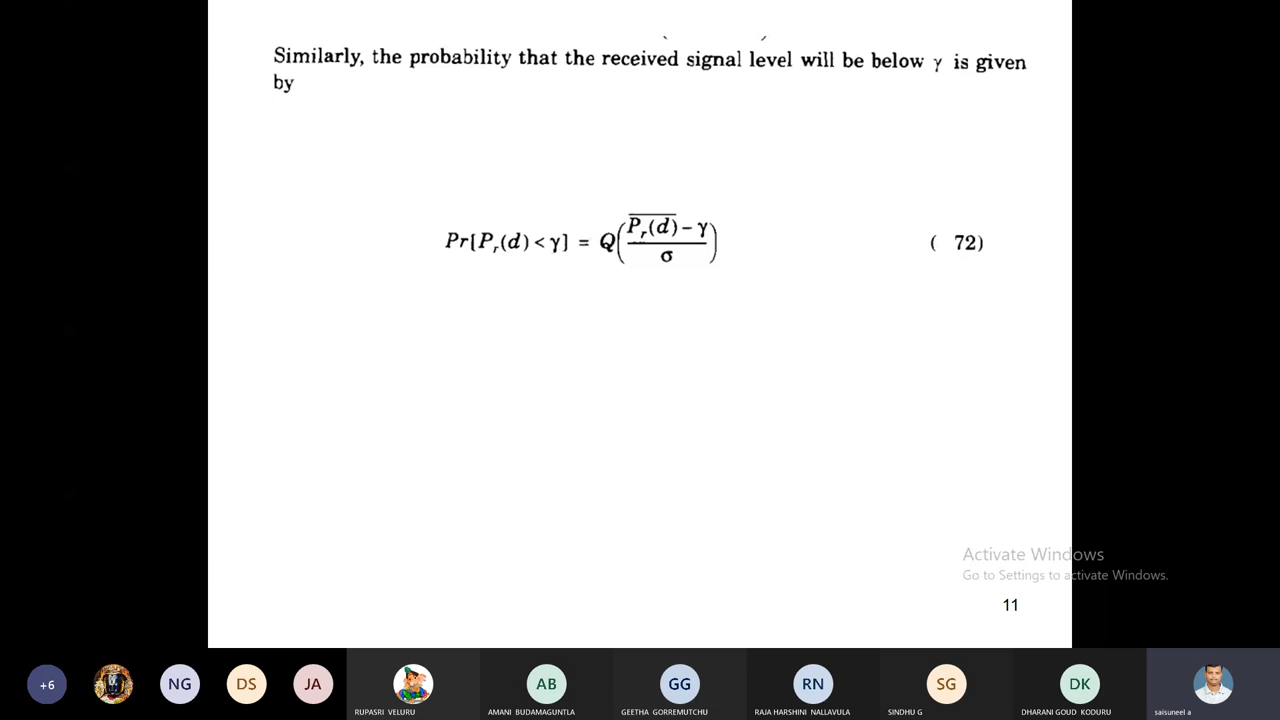 Similarly, the probability that the received signal level will be below γ is given
by
Pr[P_r(d) < γ] = Q( (\overline{P_r(d)} − γ) / σ ) ( 72)
Activate Windows
Go to Settings to activate Windows.
11
+6 NG DS JA AB GG RN SG DK
RUPASRI VELURU AMANI BUDAMAGUNTLA GEETHA GORREMUTCHU RAJA HARSHINI NALLAVULA SINDHU G DHARANI GOUD KODURU saisuneel a